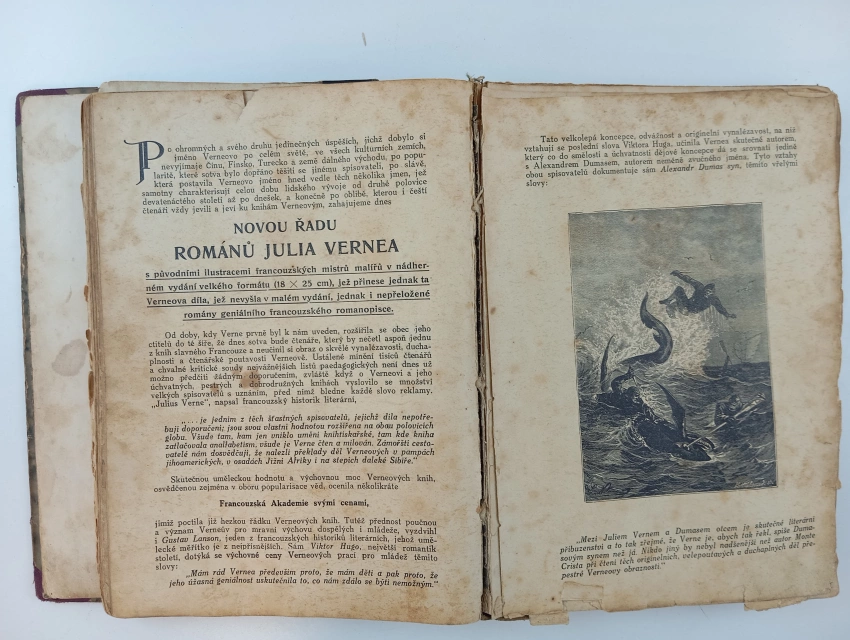 Po ohromných a svého druhu jedinečných úspěších, jichž dobylo si
jméno Verneovo po celém světě, ve všech kulturních zemích,
nevyjímaje Čínu, Finsko, Turecko a země dálného východu, po popu-
laritě, které sotva bylo dopřáno těšiti se jinému spisovateli, po slávě,
která postavila Verneovo jméno hned vedle těch několika jmen, jež
samotny charakterisují celou dobu lidského vývoje od druhé polovice
devatenáctého století až po dnešek, a konečně po oblibě, kterou i čeští
čtenáři vždy jevili a jeví ku knihám Verneovým, zahajujeme dnes
NOVOU ŘADU
ROMÁNŮ JULIA VERNEA
s původními ilustracemi francouzských mistrů malířů v nádher-
ném vydání velkého formátu (18 × 25 cm), jež přinese jednak ta
Verneova díla, jež nevyšla v malém vydání, jednak i nepřeložené
romány geniálního francouzského romanopisce.
Od doby, kdy Verne prvně byl k nám uveden, rozšířila se obec jeho
ctitelů do té šíře, že dnes sotva bude čtenáře, který by nečetl aspoň jednu
z knih slavného Francouze a neučinil si obraz o skvělé vynalézavosti, ducha-
plnosti a čtenářské poutavosti Verneově. Ustálené mínění tisíců čtenářů
a chvalné kritické soudy nejvážnějších listů paedagogických není dnes už
možno předčiti žádným doporučením, zvláště když o Verneovi a jeho
úchvatných, pestrých a dobrodružných knihách vyslovilo se množství
velkých spisovatelů s uznáním, před nímž bledne každé slovo reklamy.
„Julius Verne“, napsal francouzský historik literární,
„... je jedním z těch šťastných spisovatelů, jejichž díla nepotře-
bují doporučení; jsou svou vlastní hodnotou rozšířena na obou polovicích
globa. Všude tam, kam jen vniklo umění knihtiskařské, tam kde kniha
zatlačovala analfabetism, všude je Verne čten a milován. Zámořští cesto-
vatelé nám dosvědčují, že nalezli překlady děl Verneových v pampách
jihoamerických, v osadách Jižní Afriky i na stepích daleké Sibiře.“
Skutečnou uměleckou hodnotu a výchovnou moc Verneových knih,
osvědčenou zejména v oboru popularisace věd, ocenila několikráte
Francouzská Akademie svými cenami,
jimiž poctila již hezkou řádku Verneových knih. Tutéž přednost poučnou
a význam Verneův pro mravní výchovu dospělých i mládeže, vyzdvihl
i Gustav Lanson, jeden z francouzských historiků literárních, jehož umě-
lecké měřítko je z nejpřísnějších. Sám Viktor Hugo, největší romantik
století, dotýká se výchovné ceny Verneových prací pro mládež těmito
slovy:
„Mám rád Vernea především proto, že mám děti a pak proto, že
jeho úžasná geniálnost uskutečnila to, co nám zdálo se býti nemožným.“
Tato velkolepá koncepce, odvážnost a originelní vynalézavost, na niž
vztahují se poslední slova Viktora Huga, učinila Vernea skutečně autorem,
který co do smělosti a úchvatnosti dějové koncepce dá se srovnati jedině
s Alexandrem Dumasem, autorem neméně zvučného jména. Tyto vztahy
obou spisovatelů dokumentuje sám Alexandr Dumas syn, těmito vřelými
slovy:
„Mezi Juliem Vernem a Dumasem otcem je skutečné literární
příbuzenství a to tak zřejmé, že Verne je, abych tak řekl, spíše Duma-
sovým synem než já. Nikdo jiný by nebyl nadšenější než autor Monte
Crista při čtení těch originelních, velepoutavých a duchaplných děl pře-
pestré Verneovy obraznosti.“